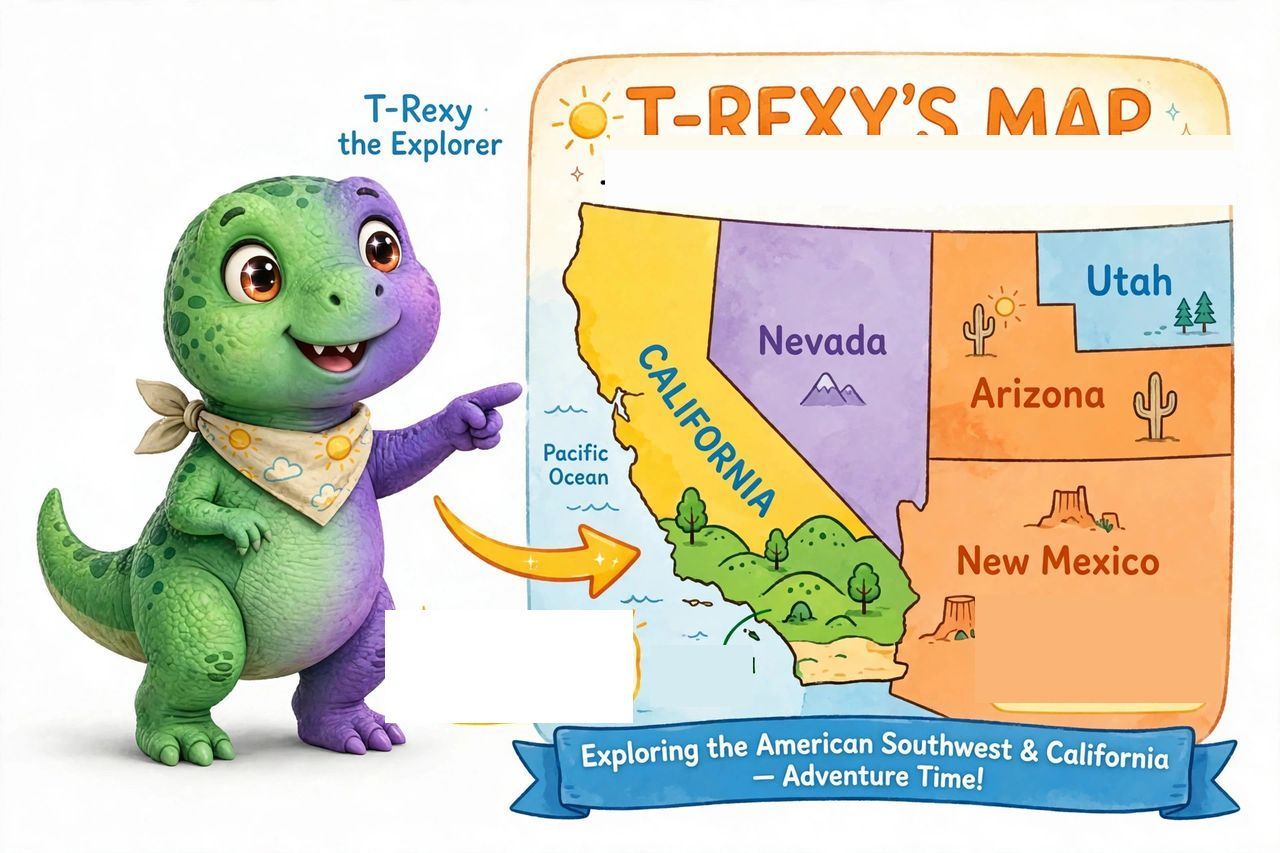 T-Rexy
the Explorer
T-REXY'S MAP
CALIFORNIA
Nevada
Utah
Arizona
New Mexico
Pacific
Ocean
Exploring the American Southwest & California
— Adventure Time!